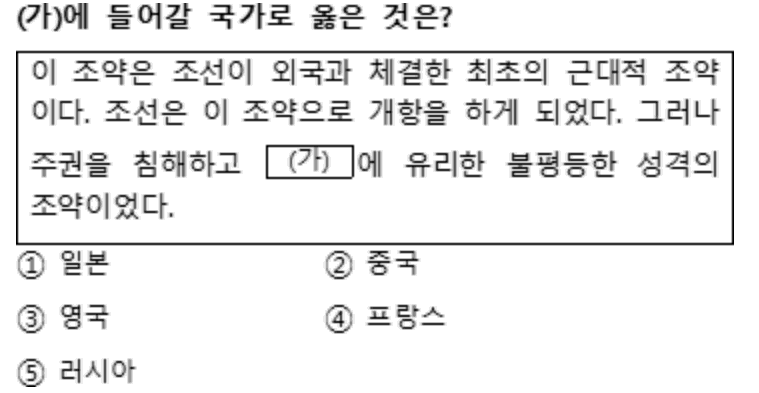 (가)에 들어갈 국가로 옳은 것은?
이 조약은 조선이 외국과 체결한 최초의 근대적 조약
이다. 조선은 이 조약으로 개항을 하게 되었다. 그러나
주권을 침해하고 (가) 에 유리한 불평등한 성격의
조약이었다.
① 일본 ② 중국
③ 영국 ④ 프랑스
⑤ 러시아